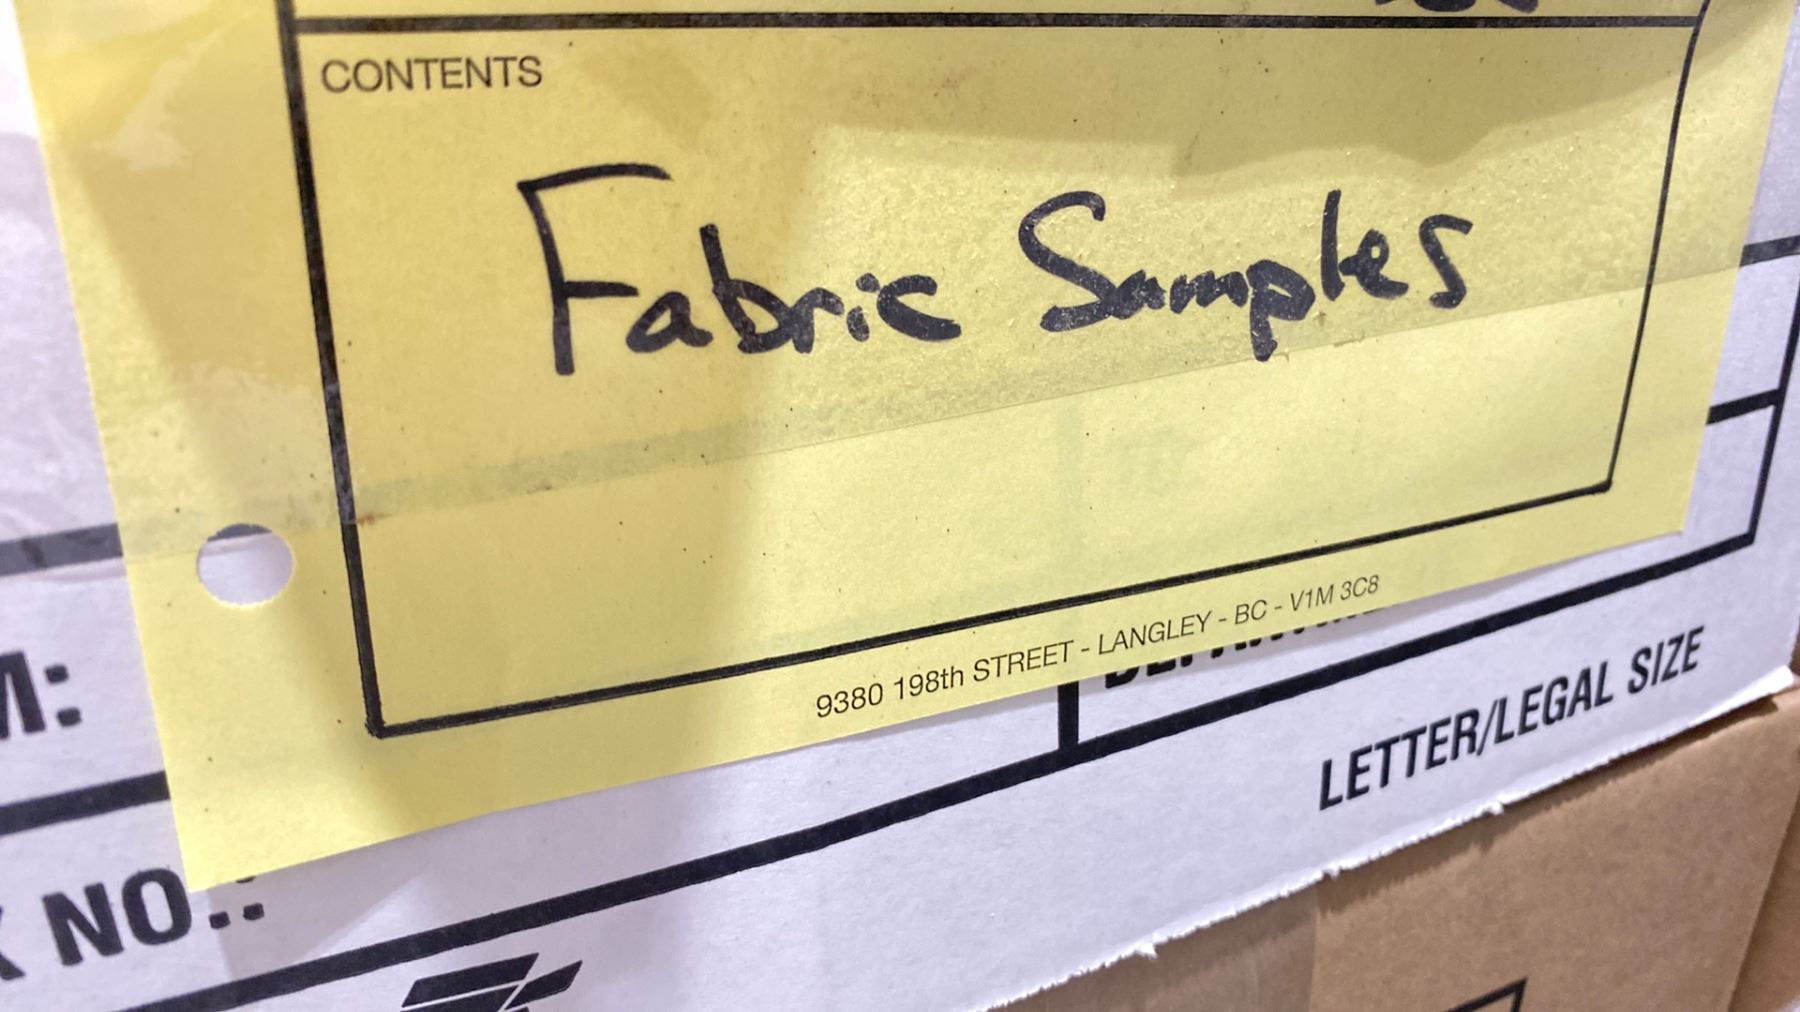 CONTENTS
Fabric Samples
9380 198th STREET - LANGLEY - BC - V1M 3C8
LETTER/LEGAL SIZE
NO.: